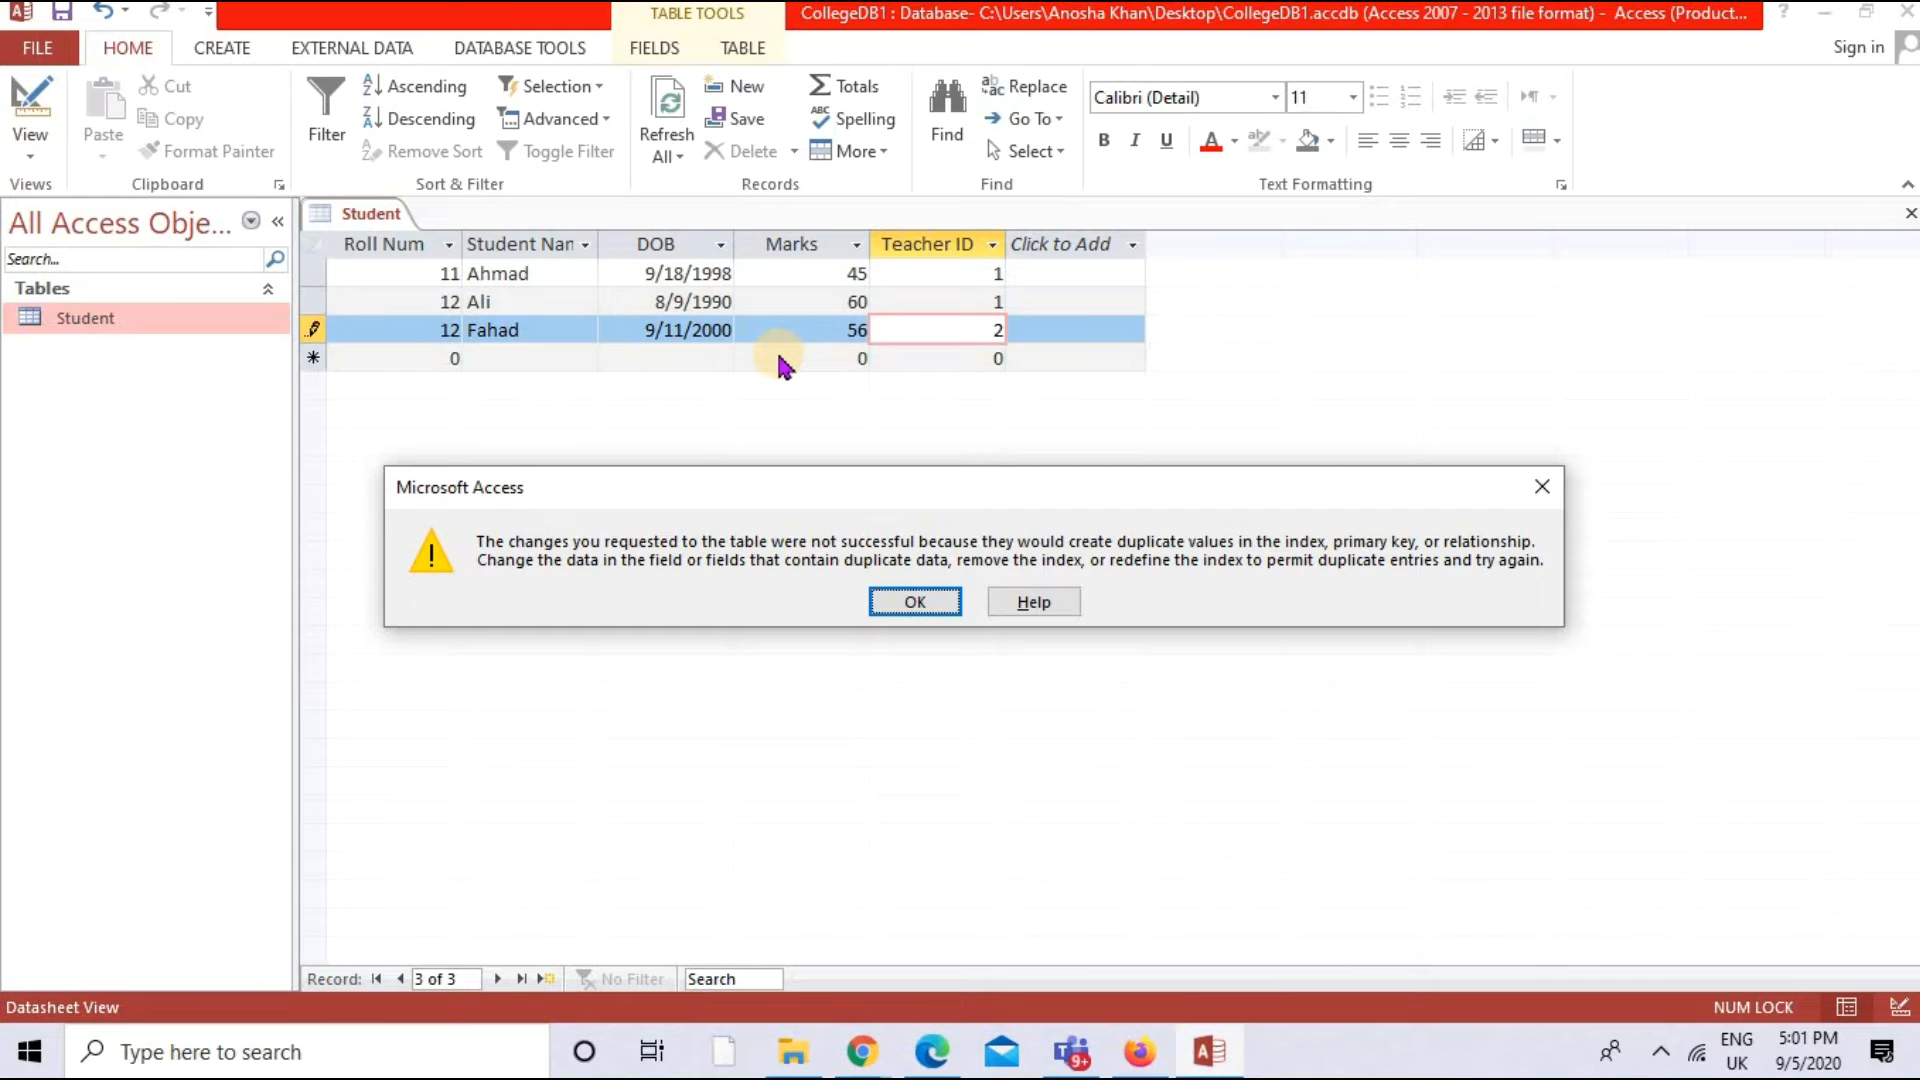 TABLE TOOLS
CollegeDB1 : Database- C:\Users\Anosha Khan\Desktop\CollegeDB1.accdb (Access 2007 - 2013 file format) - Access (Product...
?
FILE HOME CREATE EXTERNAL DATA DATABASE TOOLS FIELDS TABLE Sign in
Cut Ascending Selection New Totals Replace Calibri (Detail) 11
View Paste Copy Filter Descending Advanced Refresh Save Spelling Find Go To
Format Painter Remove Sort Toggle Filter All Delete More Select B I U A
Views Clipboard Sort & Filter Records Find Text Formatting
All Access Obje... «
Search...
Tables
Student
Student
Roll Num Student Nan DOB Marks Teacher ID Click to Add
11 Ahmad 9/18/1998 45 1
12 Ali 8/9/1990 60 1
12 Fahad 9/11/2000 56 2
0 0 0
Microsoft Access
The changes you requested to the table were not successful because they would create duplicate values in the index, primary key, or relationship.
Change the data in the field or fields that contain duplicate data, remove the index, or redefine the index to permit duplicate entries and try again.
OK Help
Record: 3 of 3 No Filter Search
Datasheet View NUM LOCK
Type here to search 9+ ENG 5:01 PM
UK 9/5/2020